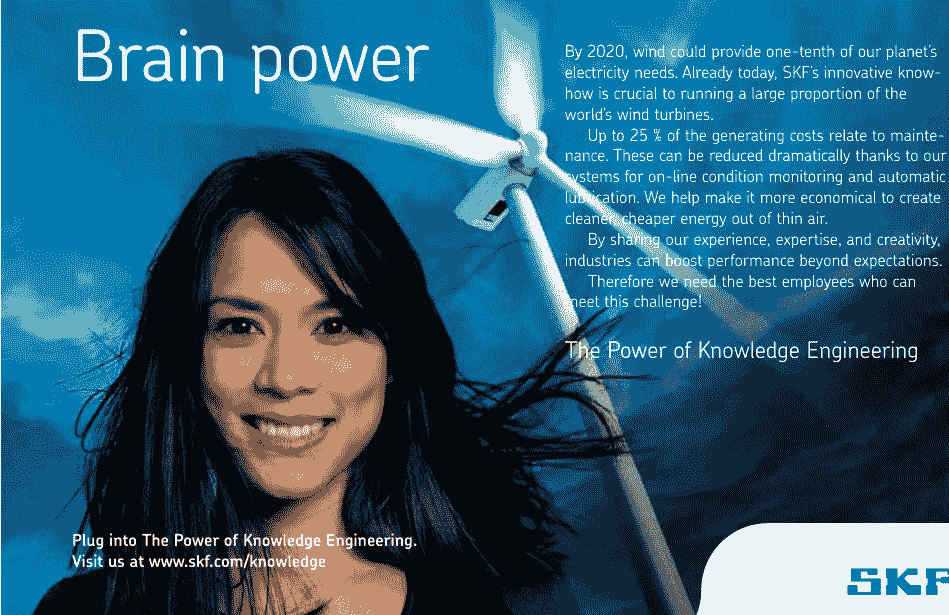 Brain power
By 2020, wind could provide one-tenth of our planet's
electricity needs. Already today, SKF's innovative know-
how is crucial to running a large proportion of the
world's wind turbines.
Up to 25 % of the generating costs relate to mainte-
nance. These can be reduced dramatically thanks to our
systems for on-line condition monitoring and automatic
lubrication. We help make it more economical to create
cleaner, cheaper energy out of thin air.
By sharing our experience, expertise, and creativity,
industries can boost performance beyond expectations.
Therefore we need the best employees who can
meet this challenge!
The Power of Knowledge Engineering
Plug into The Power of Knowledge Engineering.
Visit us at www.skf.com/knowledge
SKF